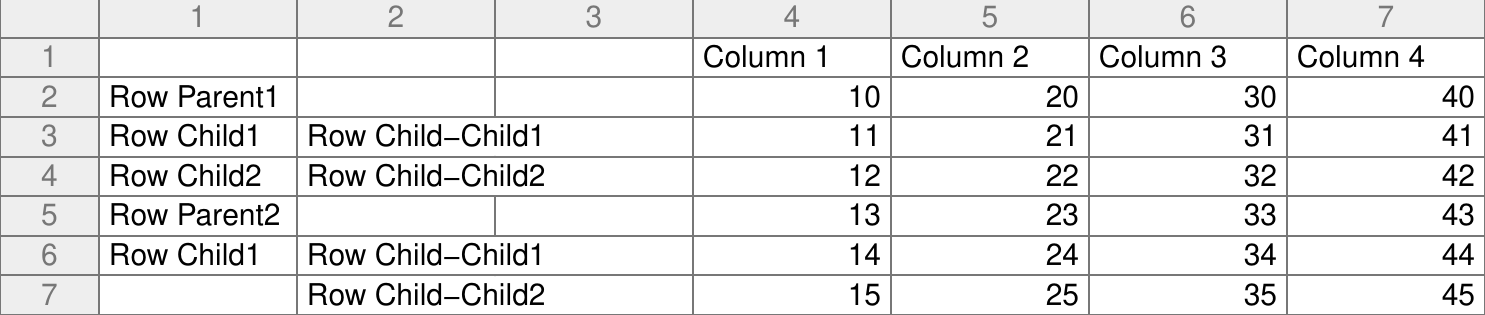 1 2 3 4 5 6 7
1 Column 1 Column 2 Column 3 Column 4
2 Row Parent1 10 20 30 40
3 Row Child1 Row Child–Child1 11 21 31 41
4 Row Child2 Row Child–Child2 12 22 32 42
5 Row Parent2 13 23 33 43
6 Row Child1 Row Child–Child1 14 24 34 44
7 Row Child–Child2 15 25 35 45